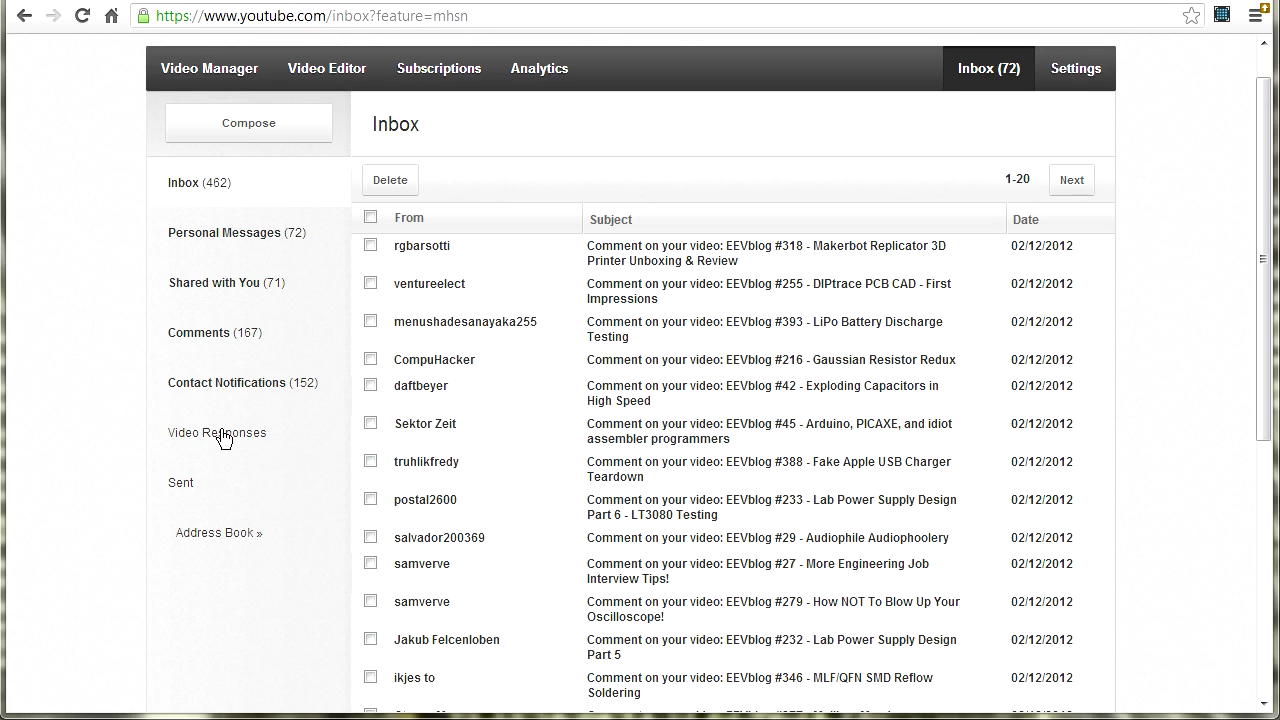 https://www.youtube.com/inbox?feature=mhsn
Video Manager Video Editor Subscriptions Analytics Inbox (72) Settings
Compose
Inbox
Inbox (462)
Personal Messages (72)
Shared with You (71)
Comments (167)
Contact Notifications (152)
Sent
Address Book »
Delete 1-20 Next
From Subject Date
rgbarsotti Comment on your video: EEVblog #318 - Makerbot Replicator 3D 02/12/2012
Printer Unboxing & Review
ventureelect Comment on your video: EEVblog #255 - DIPtrace PCB CAD - First 02/12/2012
Impressions
menushadesanayaka255 Comment on your video: EEVblog #393 - LiPo Battery Discharge 02/12/2012
Testing
CompuHacker Comment on your video: EEVblog #216 - Gaussian Resistor Redux 02/12/2012
daftbeyer Comment on your video: EEVblog #42 - Exploding Capacitors in 02/12/2012
High Speed
Sektor Zeit Comment on your video: EEVblog #45 - Arduino, PICAXE, and idiot 02/12/2012
assembler programmers
truhlikfredy Comment on your video: EEVblog #388 - Fake Apple USB Charger 02/12/2012
Teardown
postal2600 Comment on your video: EEVblog #233 - Lab Power Supply Design 02/12/2012
Part 6 - LT3080 Testing
salvador200369 Comment on your video: EEVblog #29 - Audiophile Audiophoolery 02/12/2012
samverve Comment on your video: EEVblog #27 - More Engineering Job 02/12/2012
Interview Tips!
samverve Comment on your video: EEVblog #279 - How NOT To Blow Up Your 02/12/2012
Oscilloscope!
Jakub Felcenloben Comment on your video: EEVblog #232 - Lab Power Supply Design 02/12/2012
Part 5
ikjes to Comment on your video: EEVblog #346 - MLF/QFN SMD Reflow 02/12/2012
Soldering